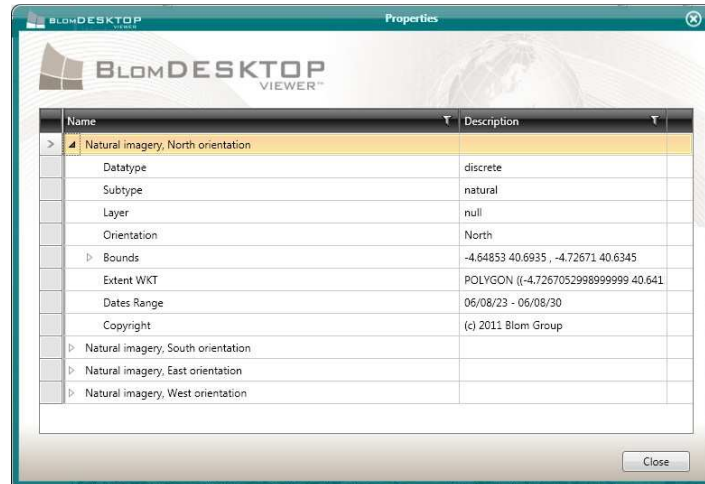 BLOMDESKTOP VIEWER Properties
BLOMDESKTOP
VIEWER™
Name Description
Natural imagery, North orientation
Datatype discrete
Subtype natural
Layer null
Orientation North
Bounds -4.64853 40.6935 , -4.72671 40.6345
Extent WKT POLYGON ((-4.7267052998999999 40.641
Dates Range 06/08/23 - 06/08/30
Copyright (c) 2011 Blom Group
Natural imagery, South orientation
Natural imagery, East orientation
Natural imagery, West orientation
Close